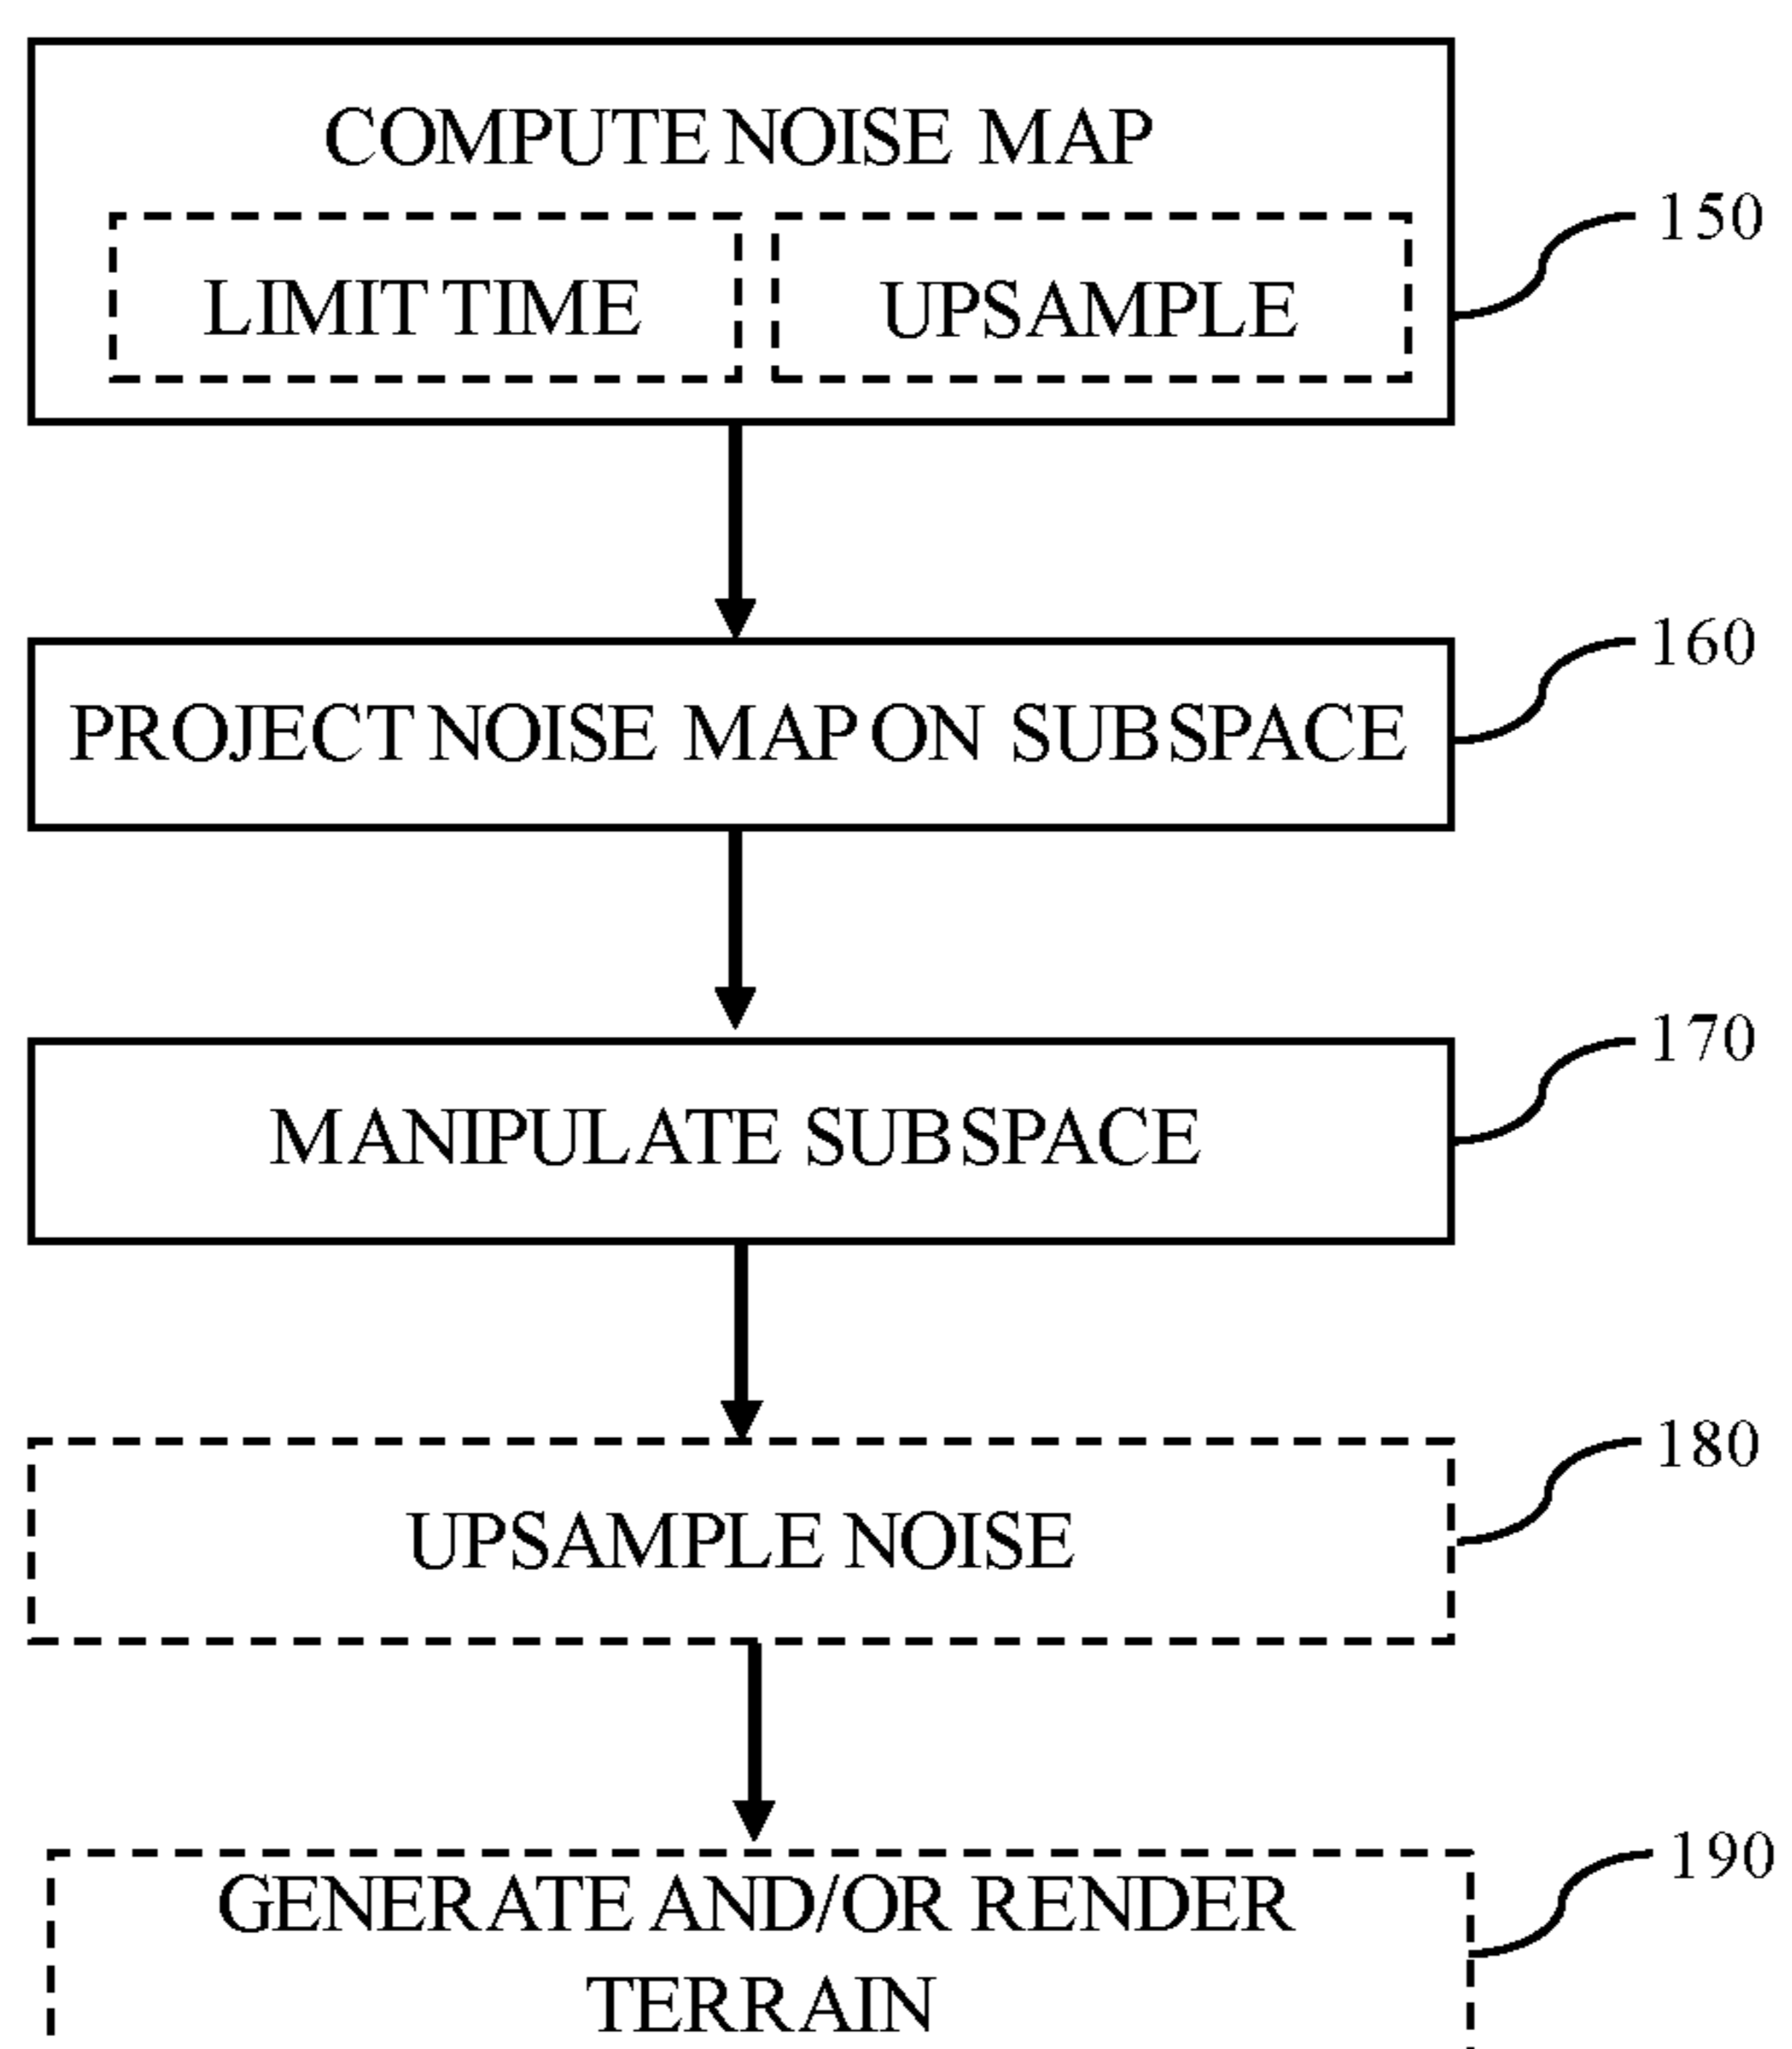 COMPUTE NOISE MAP
LIMIT TIME
UPSAMPLE
150
PROJECT NOISE MAP ON SUBSPACE
160
MANIPULATE SUBSPACE
170
UPSAMPLE NOISE
180
GENERATE AND/OR RENDER
TERRAIN
190